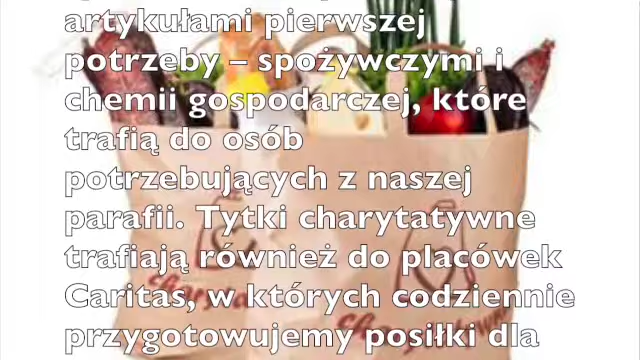 artykułami pierwszej
potrzeby – spożywczymi i
chemii gospodarczej, które
trafią do osób
potrzebujących z naszej
parafii. Tytki charytatywne
trafiają również do placówek
Caritas, w których codziennie
przygotowujemy posiłki dla